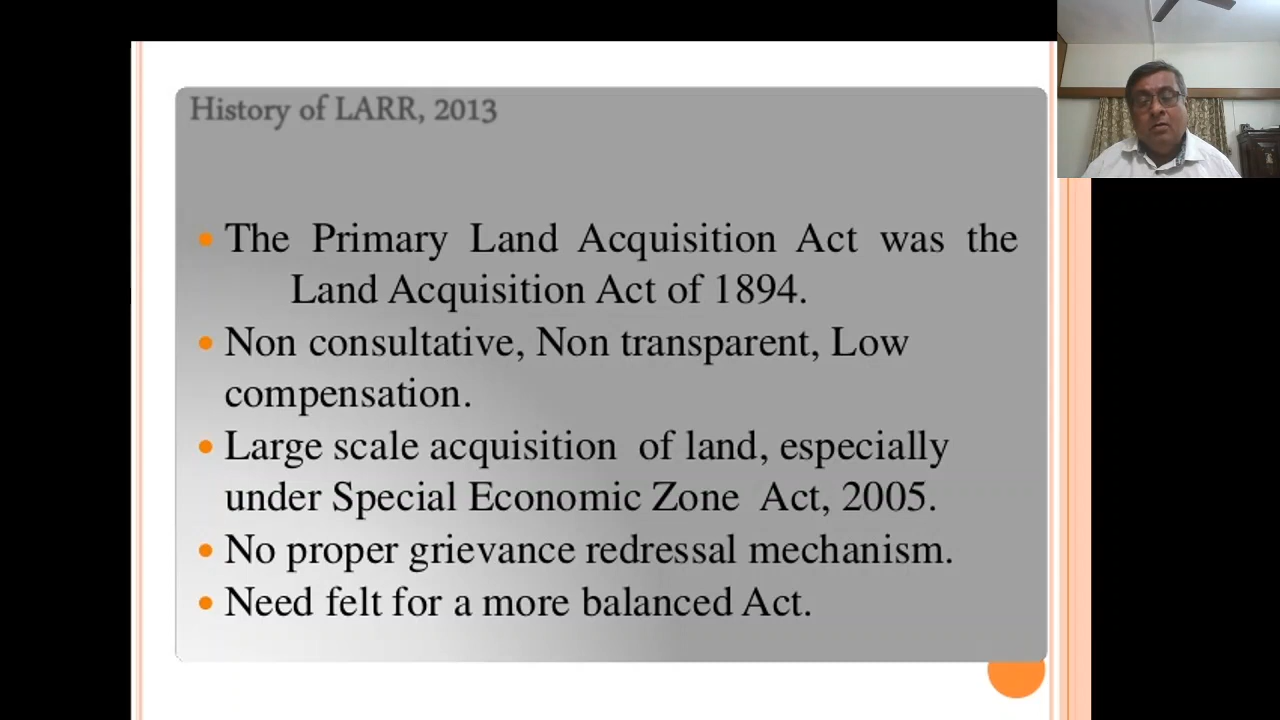 History of LARR, 2013
• The Primary Land Acquisition Act was the
Land Acquisition Act of 1894.
• Non consultative, Non transparent, Low
compensation.
• Large scale acquisition of land, especially
under Special Economic Zone Act, 2005.
• No proper grievance redressal mechanism.
• Need felt for a more balanced Act.